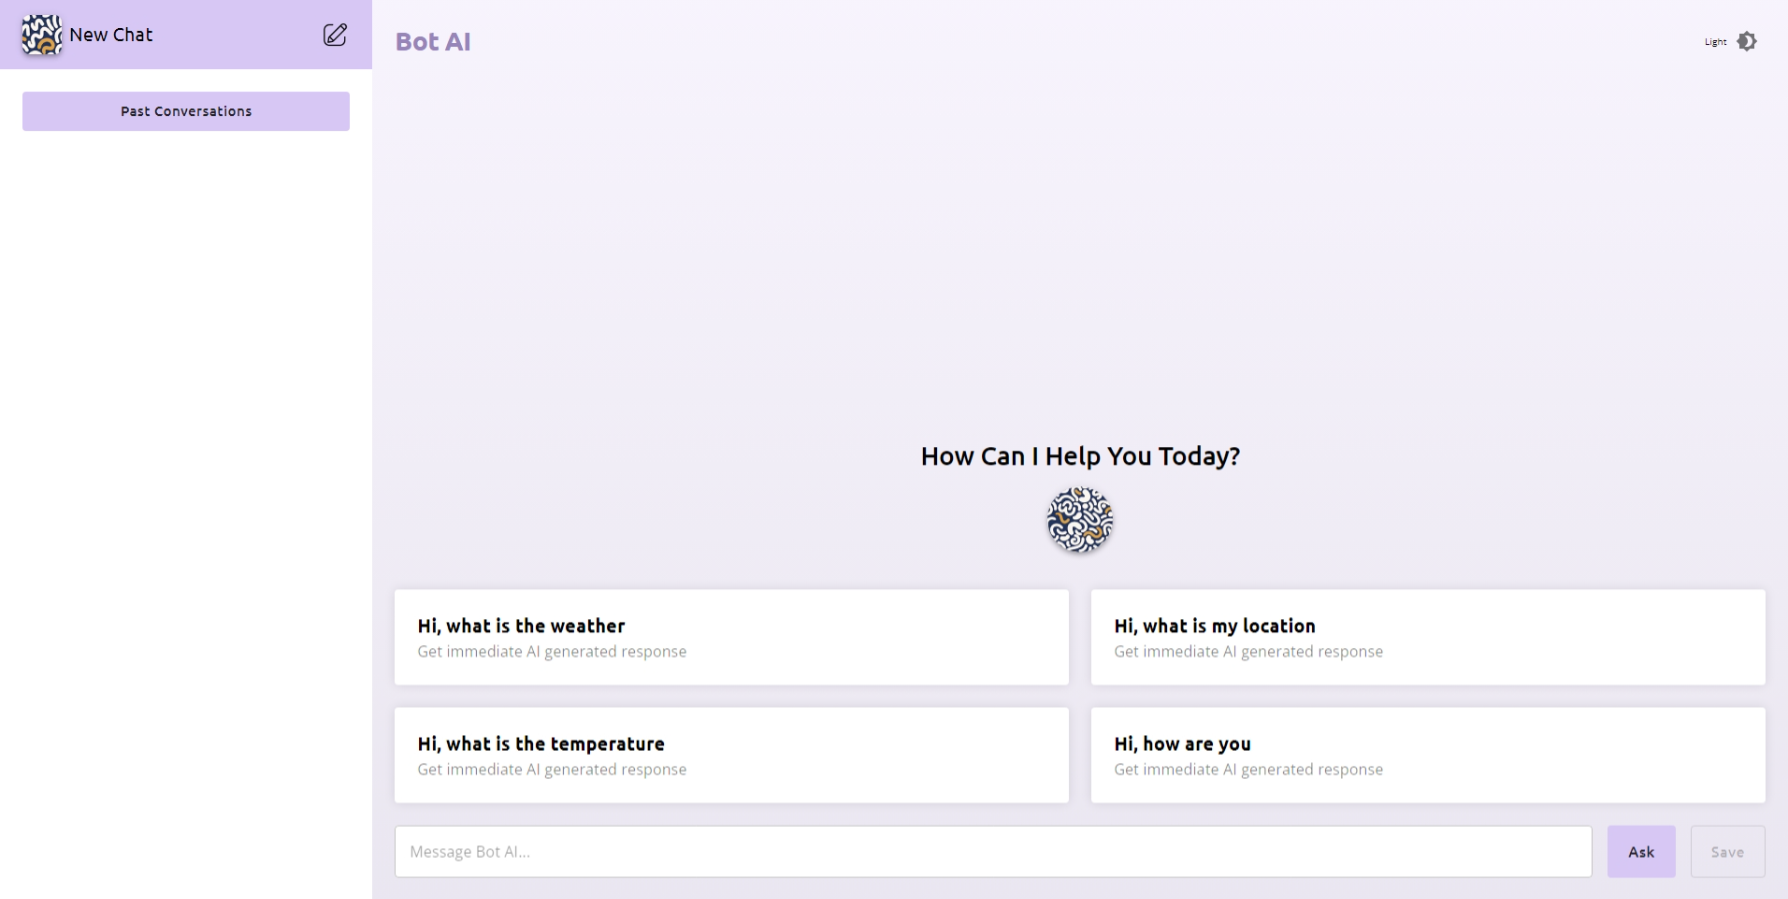 New Chat
Past Conversations
Bot AI
Light
How Can I Help You Today?
Hi, what is the weather
Get immediate AI generated response
Hi, what is my location
Get immediate AI generated response
Hi, what is the temperature
Get immediate AI generated response
Hi, how are you
Get immediate AI generated response
Message Bot AI...
Ask
Save